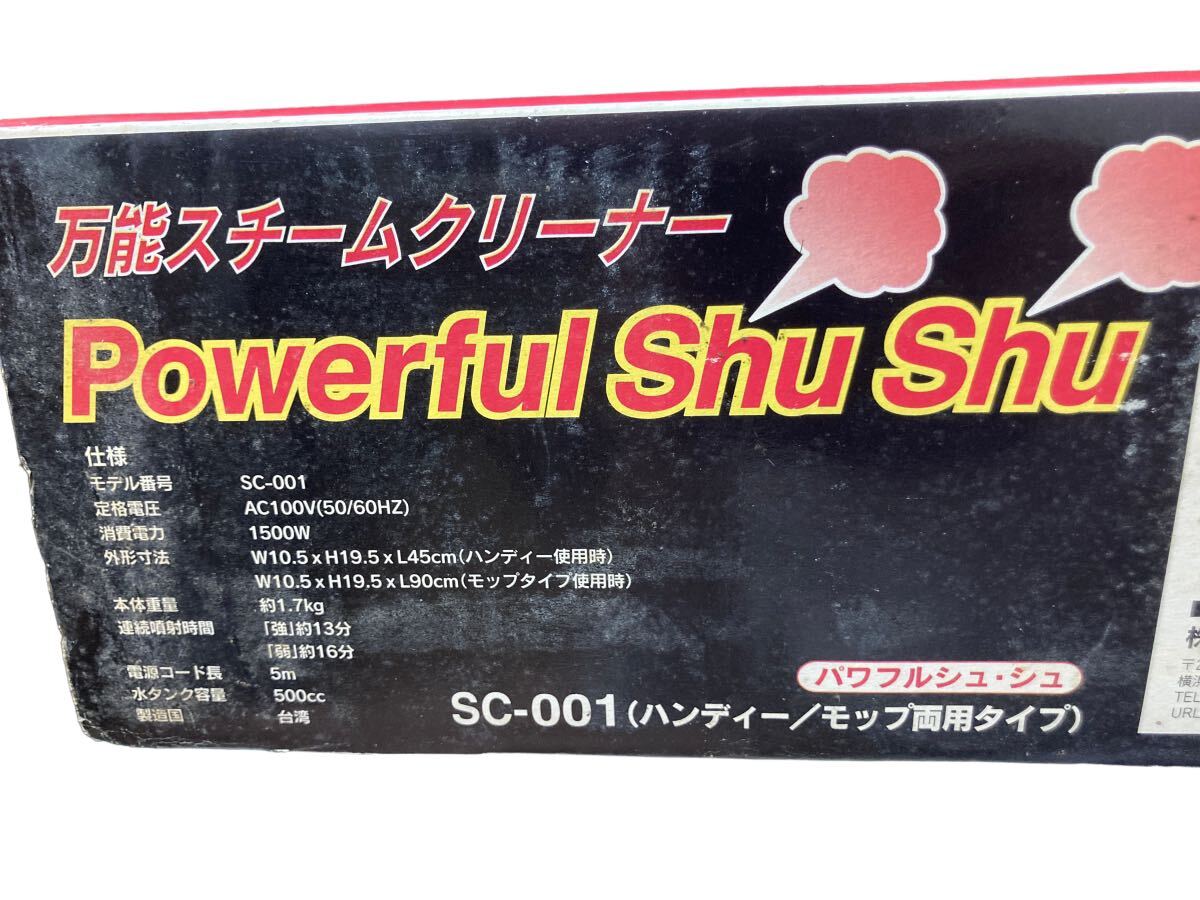 万能スチームクリーナー
Powerful Shu Shu
仕様
モデル番号 SC-001
定格電圧 AC100V(50/60HZ)
消費電力 1500W
外形寸法 W10.5 x H19.5 x L45cm(ハンディー使用時)
W10.5 x H19.5 x L90cm(モップタイプ使用時)
本体重量 約1.7kg
連続噴射時間 「強」約13分
「弱」約16分
電源コード長 5m
水タンク容量 500cc
製造国 台湾
パワフルシュ・シュ
SC-001(ハンディー/モップ両用タイプ)
〒
横浜
TEL
URL